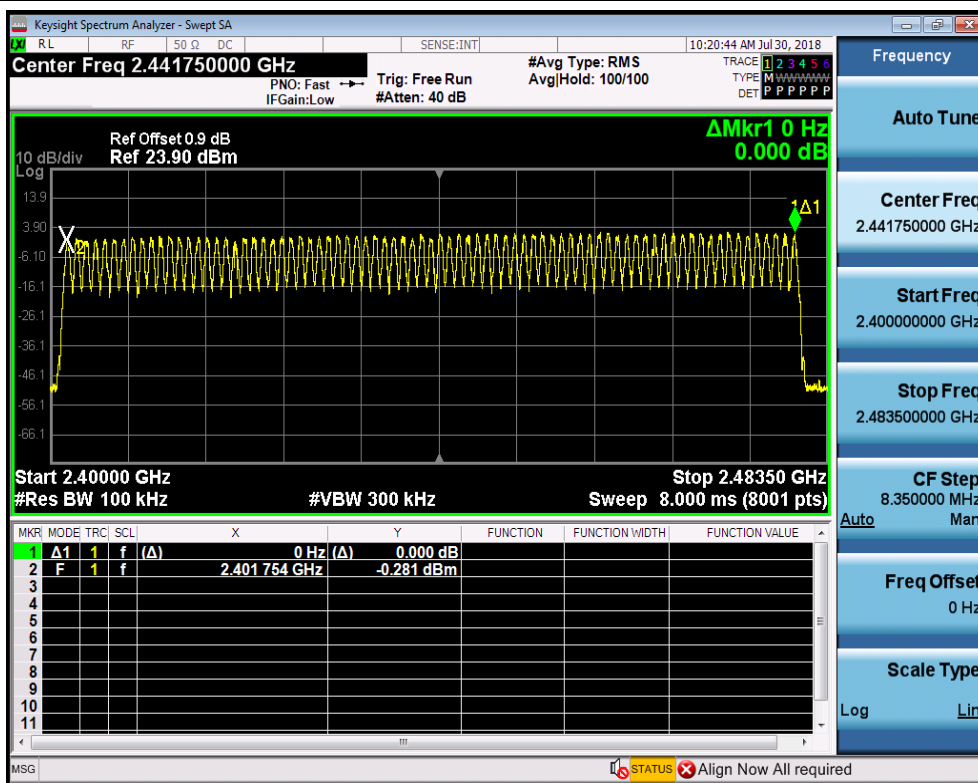 Keysight Spectrum Analyzer - Swept SA
LXI RL RF 50 Ω DC SENSE:INT 10:20:44 AM Jul 30, 2018
Center Freq 2.441750000 GHz #Avg Type: RMS TRACE 1 2 3 4 5 6
PNO: Fast Trig: Free Run Avg|Hold: 100/100 TYPE M WWWWW
IFGain:Low #Atten: 40 dB DET P P P P P P
Ref Offset 0.9 dB ΔMkr1 0 Hz
10 dB/div Ref 23.90 dBm 0.000 dB
Log
13.9
3.90
-6.10
-16.1
-26.1
-36.1
-46.1
-56.1
-66.1
X2
1Δ1
Start 2.40000 GHz Stop 2.48350 GHz
#Res BW 100 kHz #VBW 300 kHz Sweep 8.000 ms (8001 pts)
MKR MODE TRC SCL X Y FUNCTION FUNCTION WIDTH FUNCTION VALUE
1 Δ1 1 f (Δ) 0 Hz (Δ) 0.000 dB
2 F 1 f 2.401 754 GHz -0.281 dBm
3
4
5
6
7
8
9
10
11
MSG STATUS Align Now All required
Frequency
Auto Tune
Center Freq
2.441750000 GHz
Start Freq
2.400000000 GHz
Stop Freq
2.483500000 GHz
CF Step
8.350000 MHz
Auto Man
Freq Offset
0 Hz
Scale Type
Log Lin